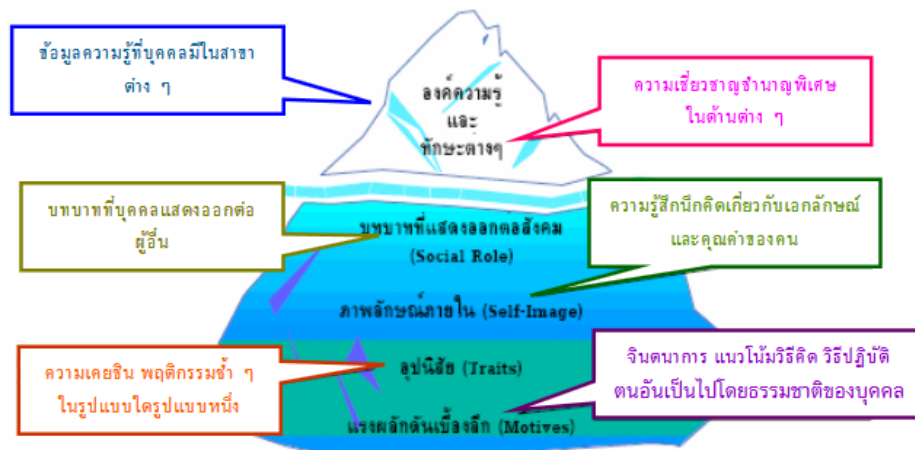 ข้อมูลความรู้ที่บุคคลมีในสาขา
ต่าง ๆ
องค์ความรู้
และ
ทักษะต่างๆ
ความเชี่ยวชาญชำนาญพิเศษ
ในด้านต่าง ๆ
บทบาทที่บุคคลแสดงออกต่อ
ผู้อื่น
บทบาทที่แสดงออกต่อสังคม
(Social Role)
ความรู้สึกนึกคิดเกี่ยวกับเอกลักษณ์
และคุณค่าของตน
ภาพลักษณ์ภายใน (Self-Image)
ความเคยชิน พฤติกรรมซ้ำ ๆ
ในรูปแบบใดรูปแบบหนึ่ง
อุปนิสัย (Traits)
จินตนาการ แนวโน้มวิธีคิด วิธีปฏิบัติ
ตนอันเป็นไปโดยธรรมชาติของบุคคล
แรงผลักดันเบื้องลึก (Motives)